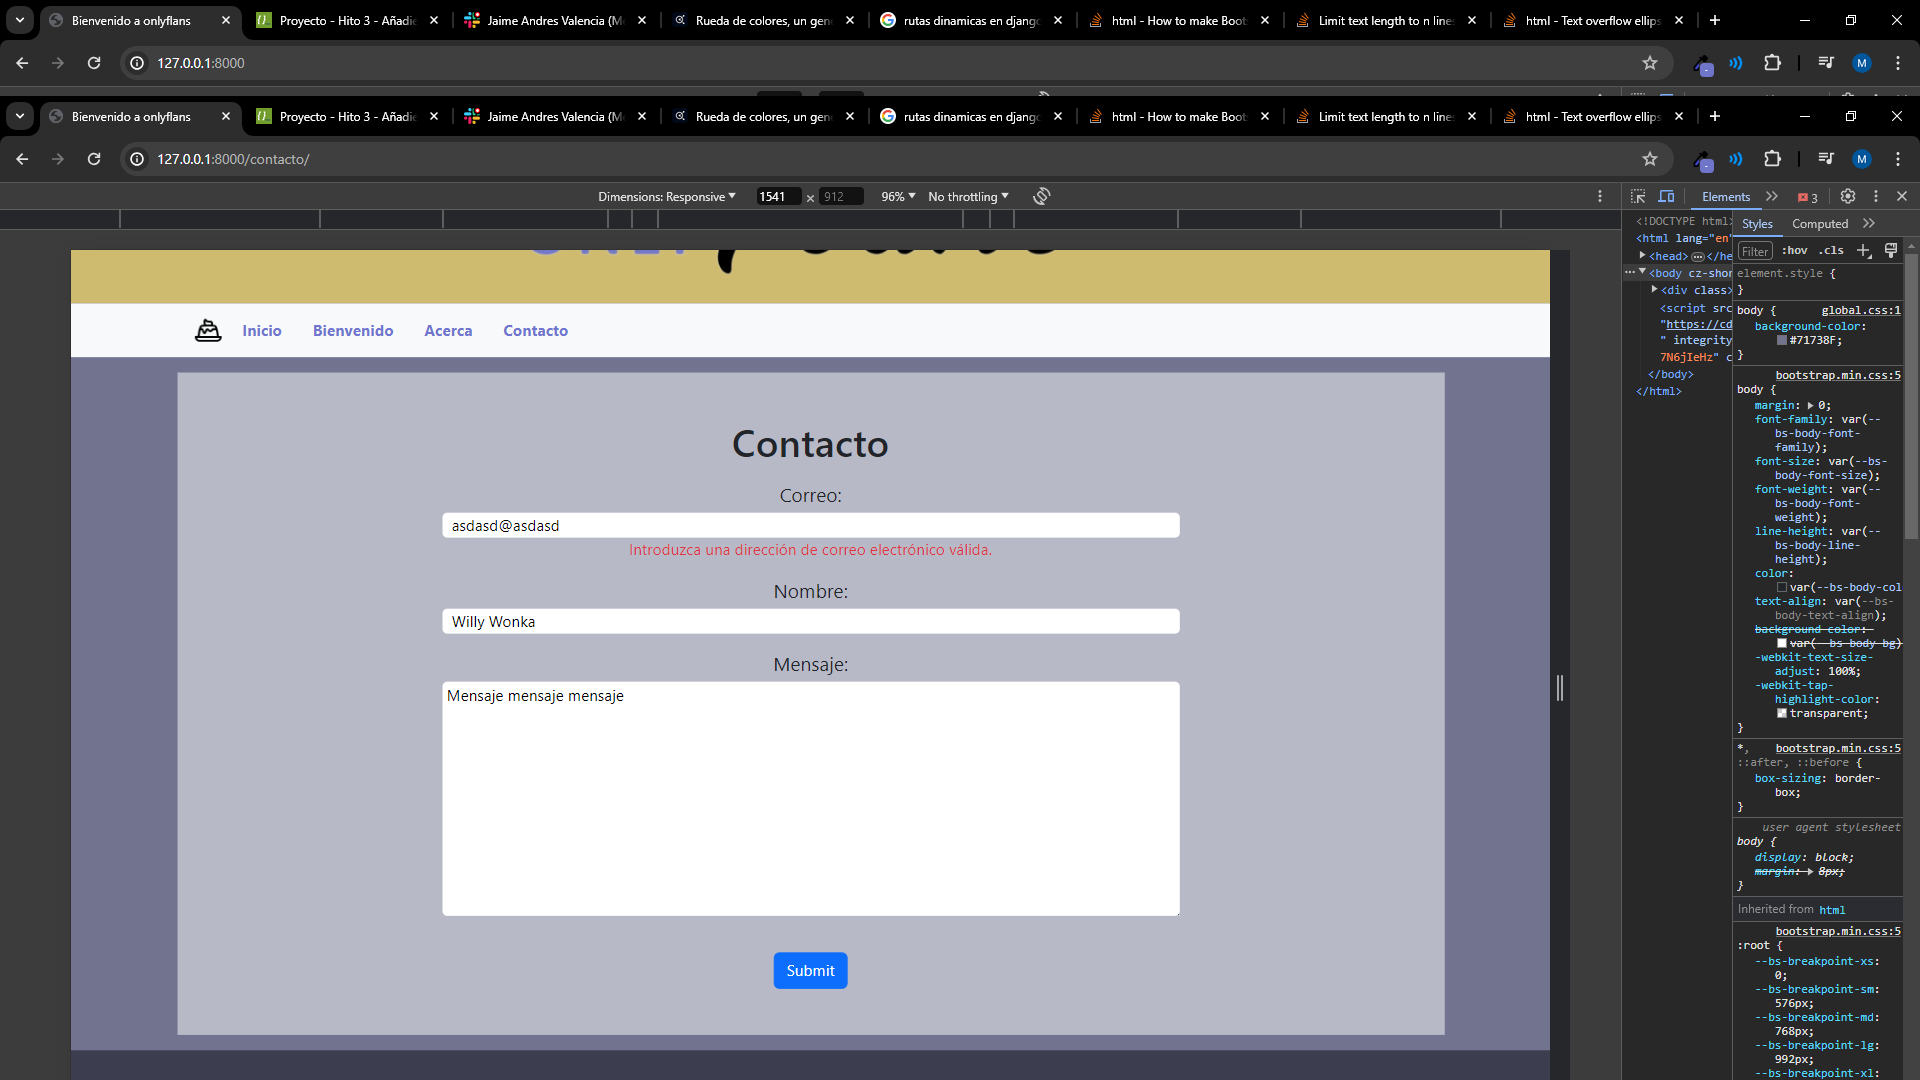 Bienvenido a onlyflans
Proyecto - Hito 3 - Añadie
Jaime Andres Valencia (Me
Rueda de colores, un gene
rutas dinamicas en django
html - How to make Boots
Limit text length to n lines
html - Text overflow ellips
127.0.0.1:8000
M
Bienvenido a onlyflans
Proyecto - Hito 3 - Añadie
Jaime Andres Valencia (Me
Rueda de colores, un gene
rutas dinamicas en django
html - How to make Boots
Limit text length to n lines
html - Text overflow ellips
127.0.0.1:8000/contacto/
M
Dimensions: Responsive
1541 x 912
96%
No throttling
Elements
3
Inicio
Bienvenido
Acerca
Contacto
Contacto
Correo:
asdasd@asdasd
Introduzca una dirección de correo electrónico válida.
Nombre:
Willy Wonka
Mensaje:
Mensaje mensaje mensaje
Submit
<!DOCTYPE html>
<html lang="en"
<head> … </he
<body cz-shor
<div class>
<script src
"https://cd
" integrity
7N6jIeHz" c
</body>
</html>
Styles
Computed
Filter
:hov
.cls
element.style {
}
body {
global.css:1
background-color:
#71738F;
}
bootstrap.min.css:5
body {
margin: 0;
font-family: var(--
bs-body-font-
family);
font-size: var(--bs-
body-font-size);
font-weight: var(--
bs-body-font-
weight);
line-height: var(--
bs-body-line-
height);
color:
var(--bs-body-col
text-align: var(--bs-
body-text-align);
background-color:
var(--bs-body-bg)
-webkit-text-size-
adjust: 100%;
-webkit-tap-
highlight-color:
transparent;
}
*,
bootstrap.min.css:5
::after, ::before {
box-sizing: border-
box;
}
user agent stylesheet
body {
display: block;
margin: 8px;
}
Inherited from html
bootstrap.min.css:5
:root {
--bs-breakpoint-xs:
0;
--bs-breakpoint-sm:
576px;
--bs-breakpoint-md:
768px;
--bs-breakpoint-lg:
992px;
--bs-breakpoint-xl: